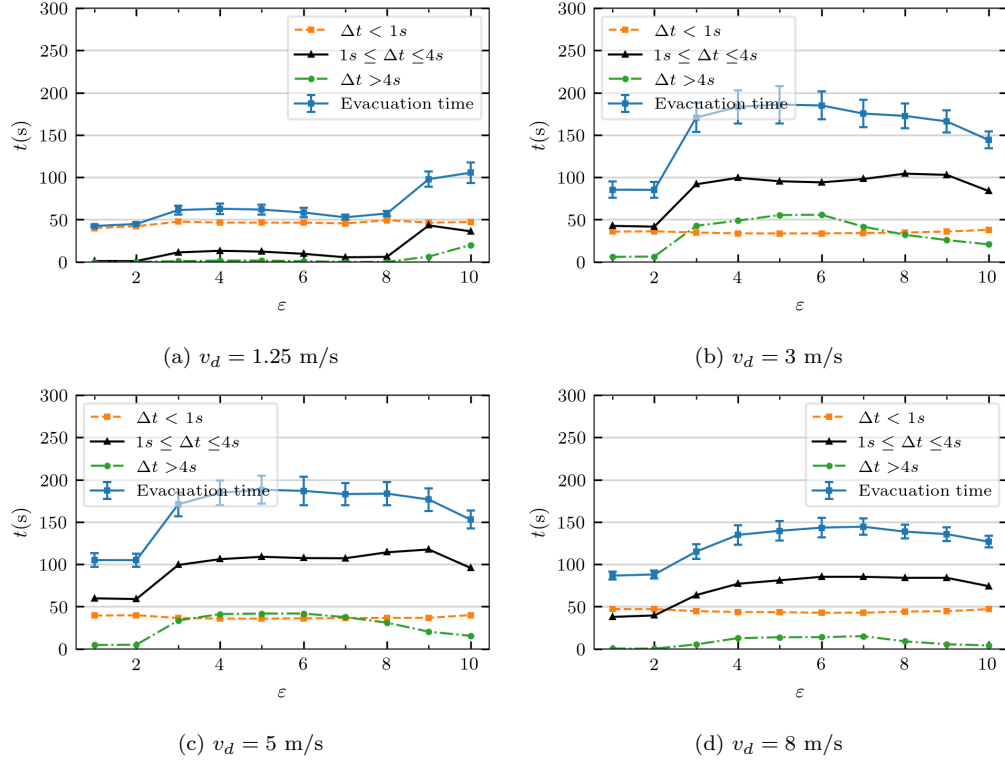 300
250
200
150
100
50
0
t(s)
Δt < 1s
1s ≤ Δt ≤4s
Δt >4s
Evacuation time
2 4 6 8 10
ε
(a) v_d = 1.25 m/s
300
250
200
150
100
50
0
t(s)
Δt < 1s
1s ≤ Δt ≤4s
Δt >4s
Evacuation time
2 4 6 8 10
ε
(b) v_d = 3 m/s
300
250
200
150
100
50
0
t(s)
Δt < 1s
1s ≤ Δt ≤4s
Δt >4s
Evacuation time
2 4 6 8 10
ε
(c) v_d = 5 m/s
300
250
200
150
100
50
0
t(s)
Δt < 1s
1s ≤ Δt ≤4s
Δt >4s
Evacuation time
2 4 6 8 10
ε
(d) v_d = 8 m/s